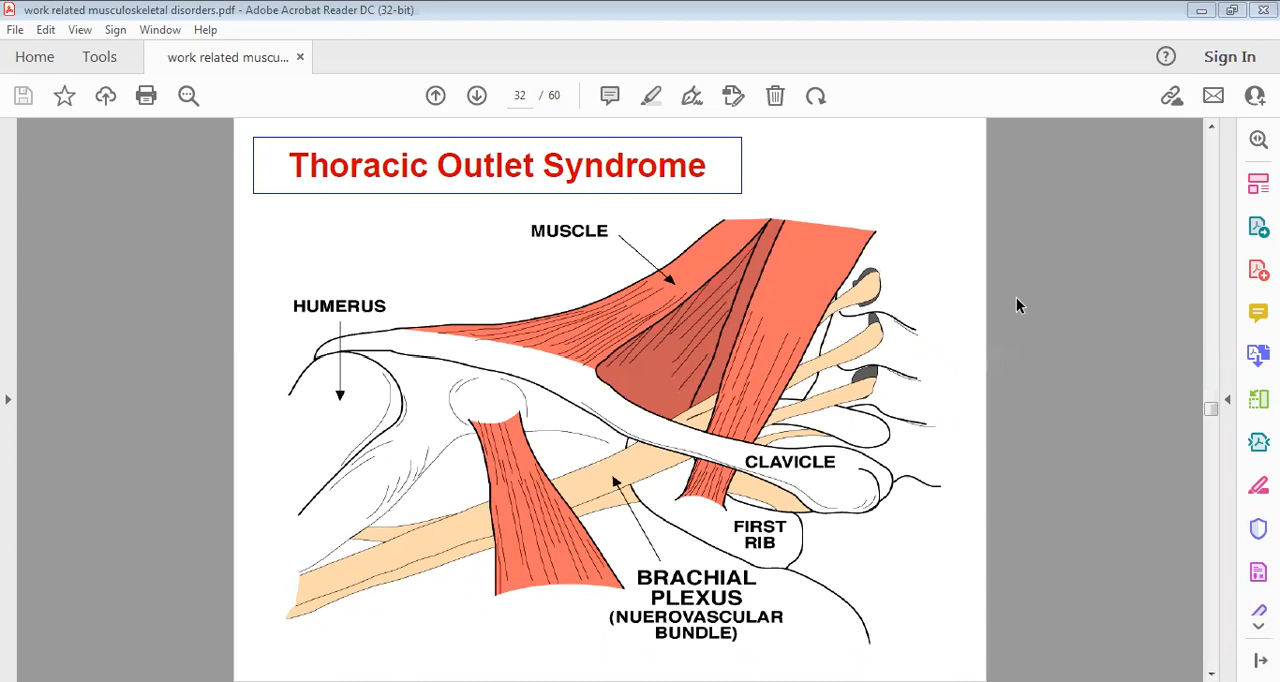 work related musculoskeletal disorders.pdf - Adobe Acrobat Reader DC (32-bit)
File Edit View Sign Window Help
Home Tools work related muscu... ×
Sign In
32 / 60
Thoracic Outlet Syndrome
MUSCLE
HUMERUS
CLAVICLE
FIRST
RIB
BRACHIAL
PLEXUS
(NUEROVASCULAR
BUNDLE)